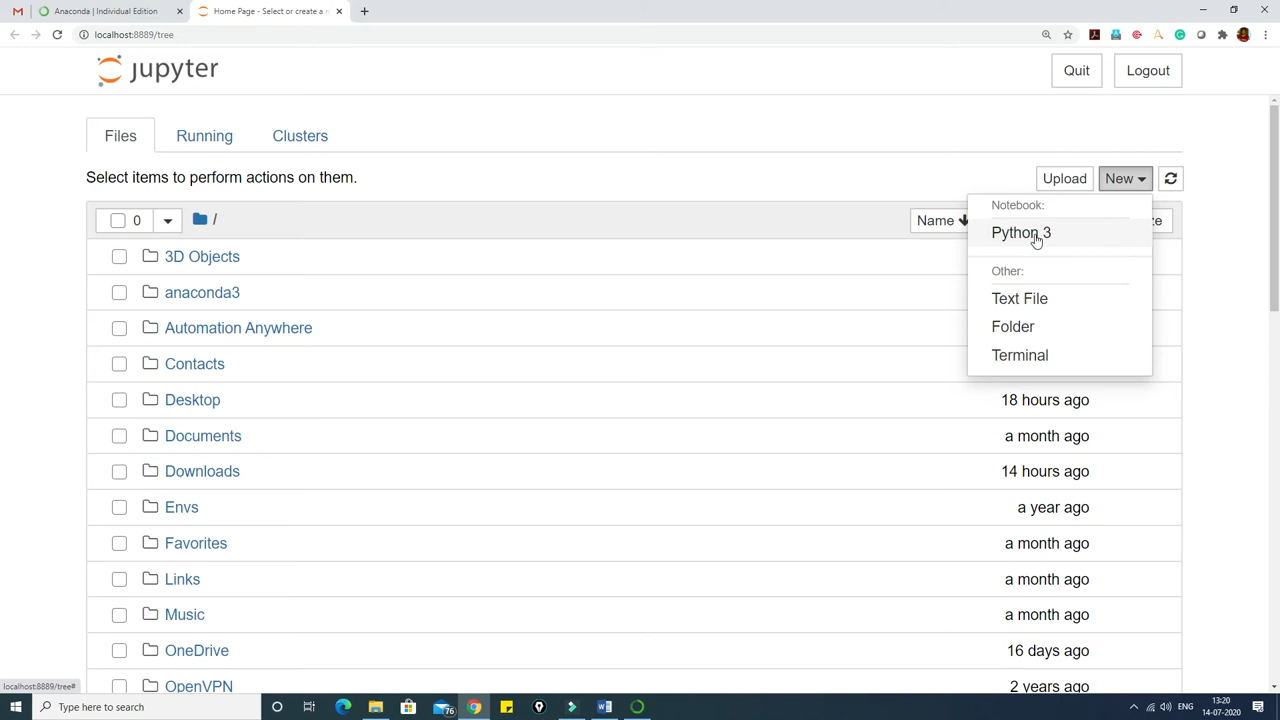 Anaconda | Individual Edition
Home Page - Select or create a
localhost:8889/tree
jupyter
Quit
Logout
Files
Running
Clusters
Select items to perform actions on them.
Upload
New
0
/
Name
Notebook:
Python 3
Other:
Text File
Folder
Terminal
3D Objects
anaconda3
Automation Anywhere
Contacts
Desktop
18 hours ago
Documents
a month ago
Downloads
14 hours ago
Envs
a year ago
Favorites
a month ago
Links
a month ago
Music
a month ago
OneDrive
16 days ago
OpenVPN
2 years ago
localhost:8889/tree#
Type here to search
76
ENG
13:20
14-07-2020